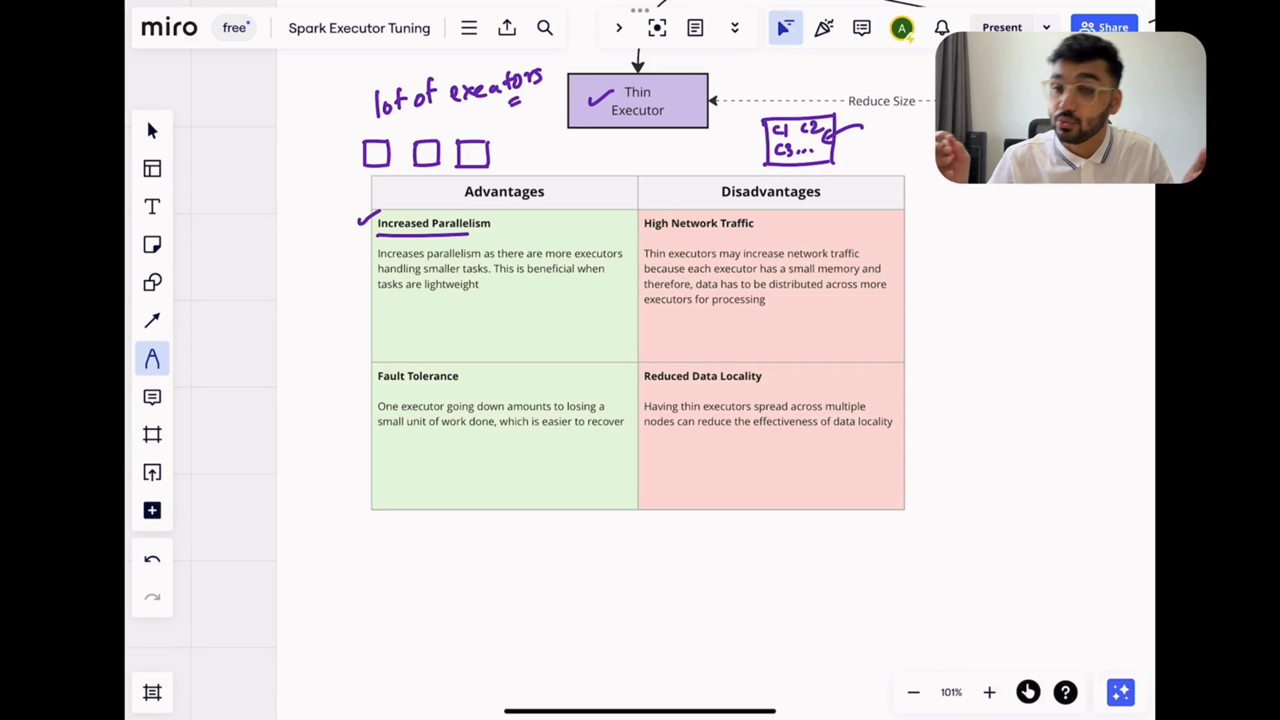 miro
free
Spark Executor Tuning
Present
Share
A
lot of executors
Thin
Executor
Reduce Size
C1 C2
C3...
Advantages
Disadvantages
Increased Parallelism
Increases parallelism as there are more executors
handling smaller tasks. This is beneficial when
tasks are lightweight
High Network Traffic
Thin executors may increase network traffic
because each executor has a small memory and
therefore, data has to be distributed across more
executors for processing
Fault Tolerance
One executor going down amounts to losing a
small unit of work done, which is easier to recover
Reduced Data Locality
Having thin executors spread across multiple
nodes can reduce the effectiveness of data locality
101%